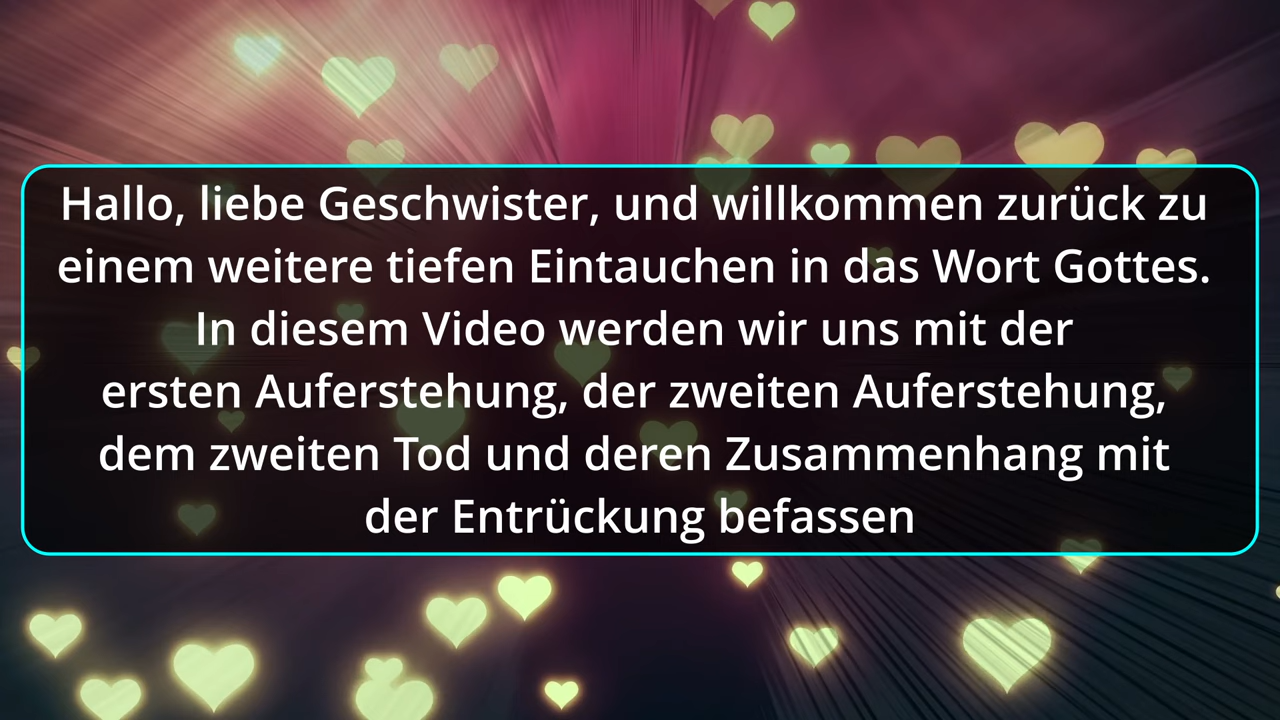 Hallo, liebe Geschwister, und willkommen zurück zu
einem weitere tiefen Eintauchen in das Wort Gottes.
In diesem Video werden wir uns mit der
ersten Auferstehung, der zweiten Auferstehung,
dem zweiten Tod und deren Zusammenhang mit
der Entrückung befassen